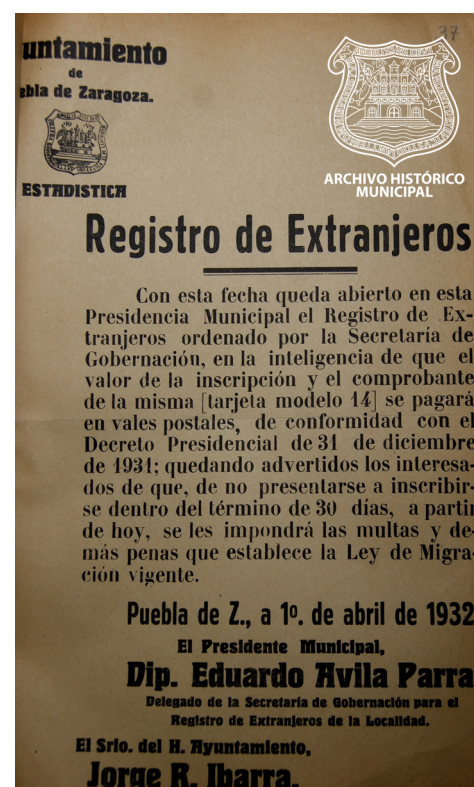 37
untamiento
de
ebla de Zaragoza.
ESTADISTICA
ARCHIVO HISTÓRICO
MUNICIPAL
Registro de Extranjeros
Con esta fecha queda abierto en esta
Presidencia Municipal el Registro de Ex-
tranjeros ordenado por la Secretaría de
Gobernación, en la inteligencia de que el
valor de la inscripción y el comprobante
de la misma [tarjeta modelo 14] se pagará
en vales postales, de conformidad con el
Decreto Presidencial de 31 de diciembre
de 1931; quedando advertidos los interesa-
dos de que, de no presentarse a inscribir-
se dentro del término de 30 días, a partir
de hoy, se les impondrá las multas y de-
más penas que establece la Ley de Migra-
ción vigente.
Puebla de Z., a 1º. de abril de 1932
El Presidente Municipal,
Dip. Eduardo Avila Parra
Delegado de la Secretaría de Gobernación para el
Registro de Extranjeros de la Localidad.
El Srio. del H. Ayuntamiento,
Jorge R. Ibarra.